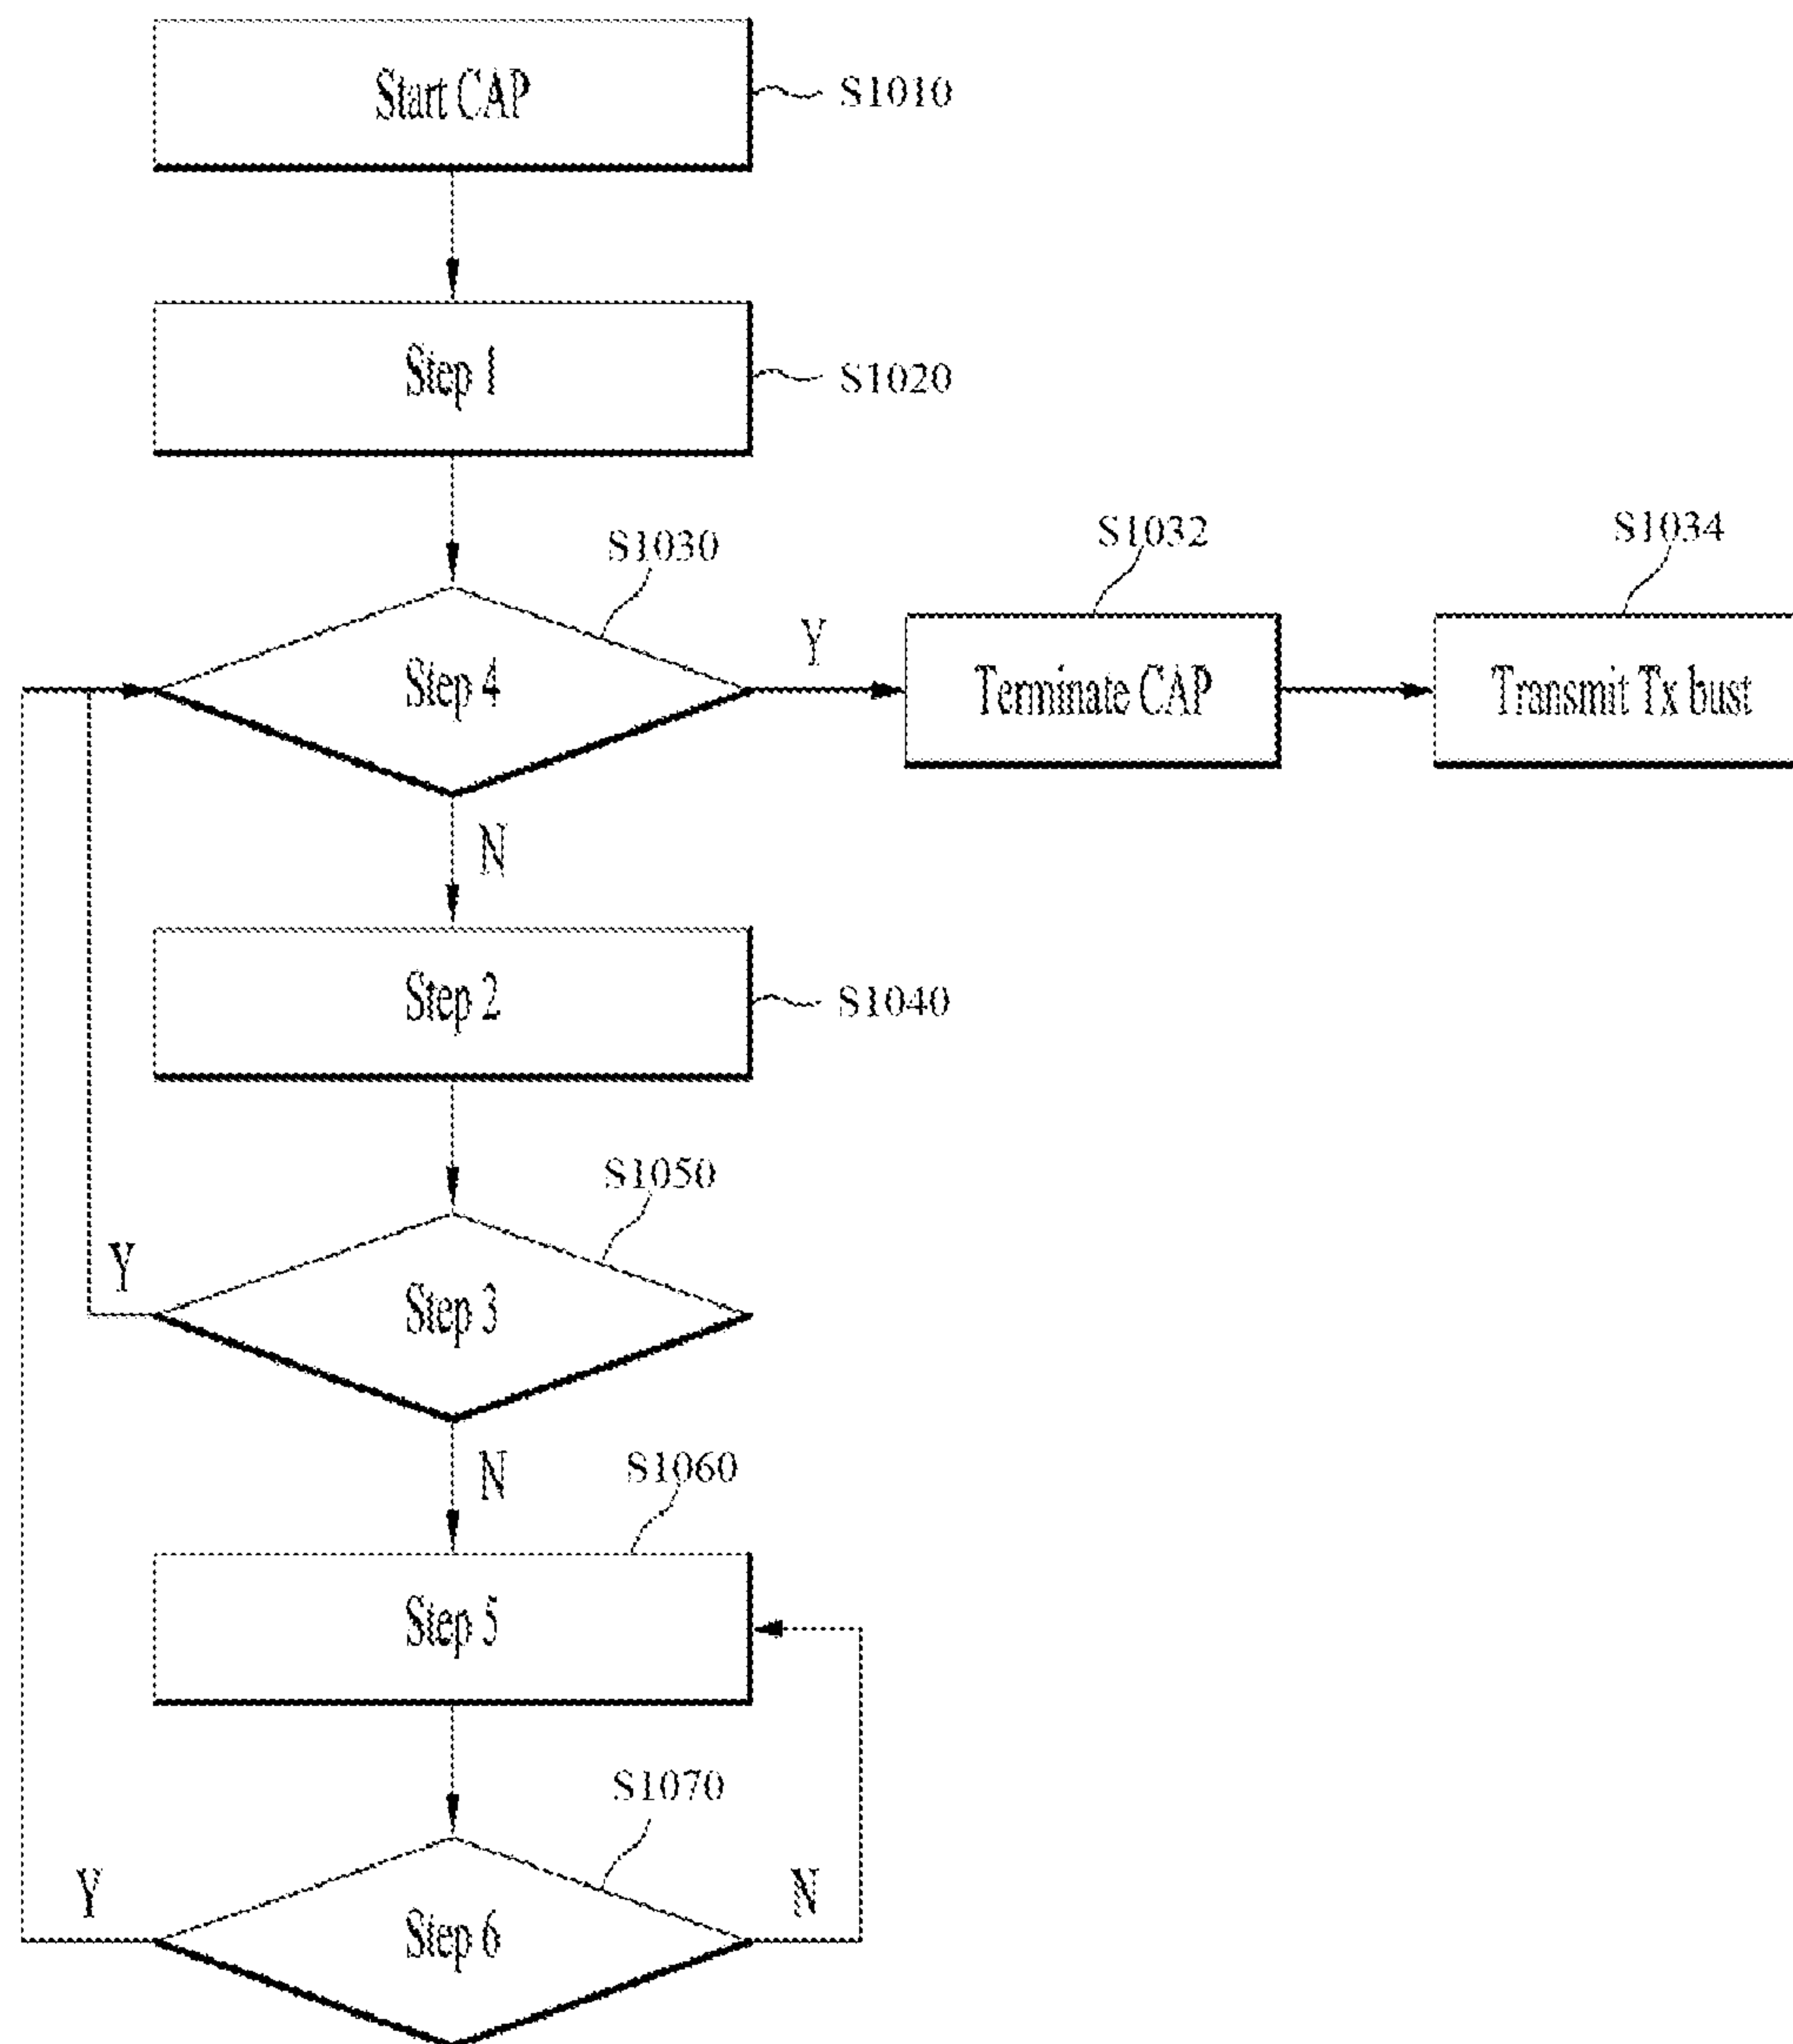 Start CAP
S1010
Step 1
S1020
S1030
S1032
S1034
Step 4
Y
Terminate CAP
Transmit Tx bust
N
Step 2
S1040
S1050
Y
Step 3
N
S1060
Step 5
S1070
Y
Step 6
N